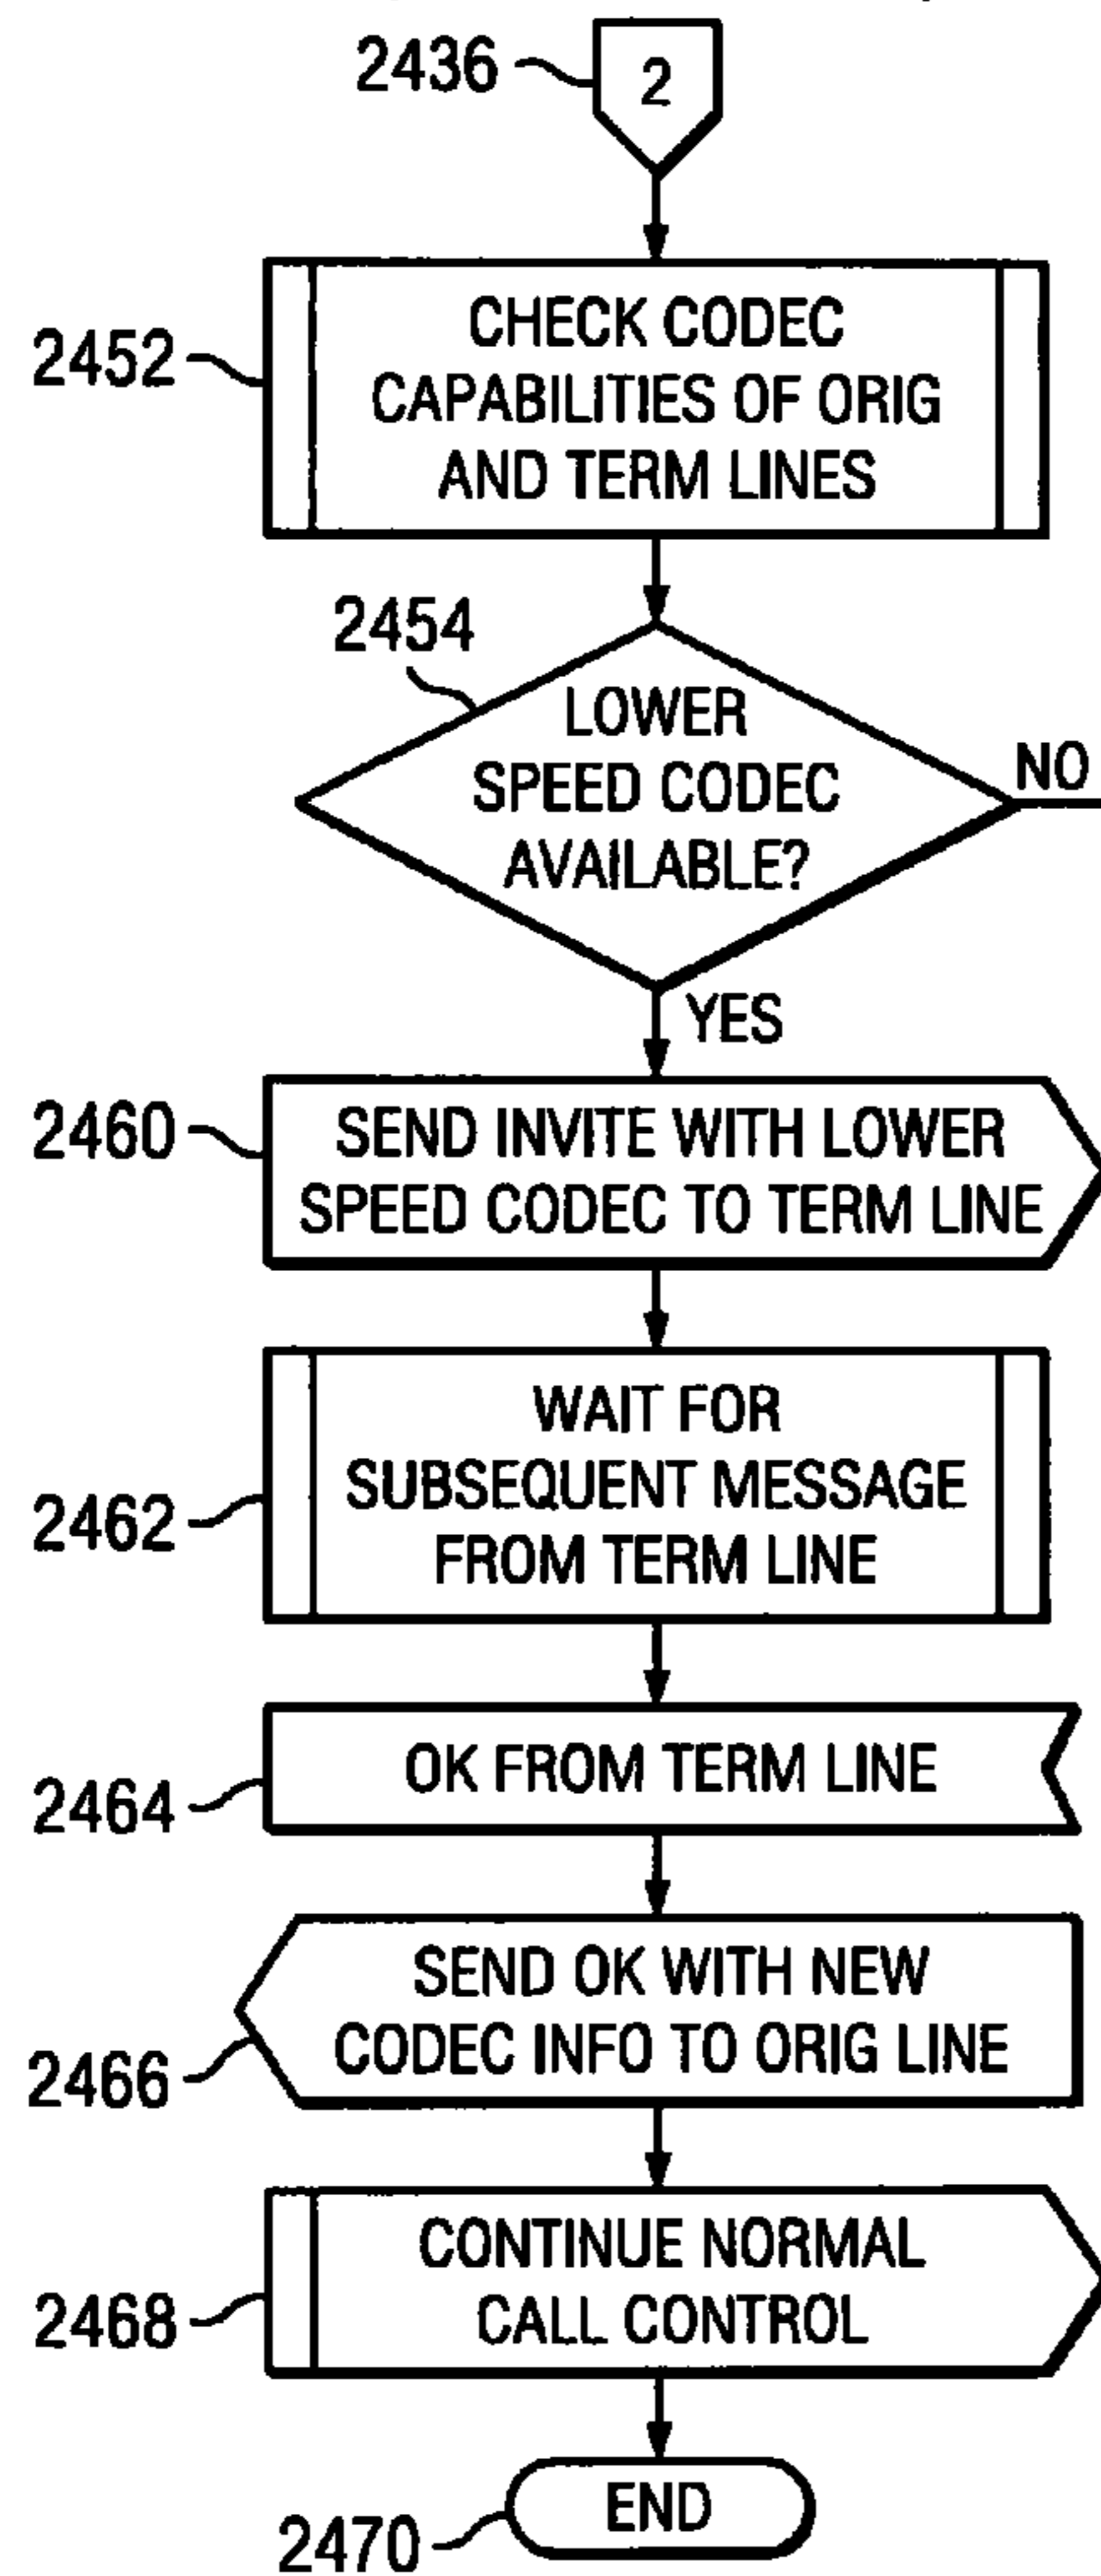 2436
2
2452
CHECK CODEC
CAPABILITIES OF ORIG
AND TERM LINES
2454
LOWER
SPEED CODEC
AVAILABLE?
NO
YES
2460
SEND INVITE WITH LOWER
SPEED CODEC TO TERM LINE
2462
WAIT FOR
SUBSEQUENT MESSAGE
FROM TERM LINE
2464
OK FROM TERM LINE
2466
SEND OK WITH NEW
CODEC INFO TO ORIG LINE
2468
CONTINUE NORMAL
CALL CONTROL
END
2470